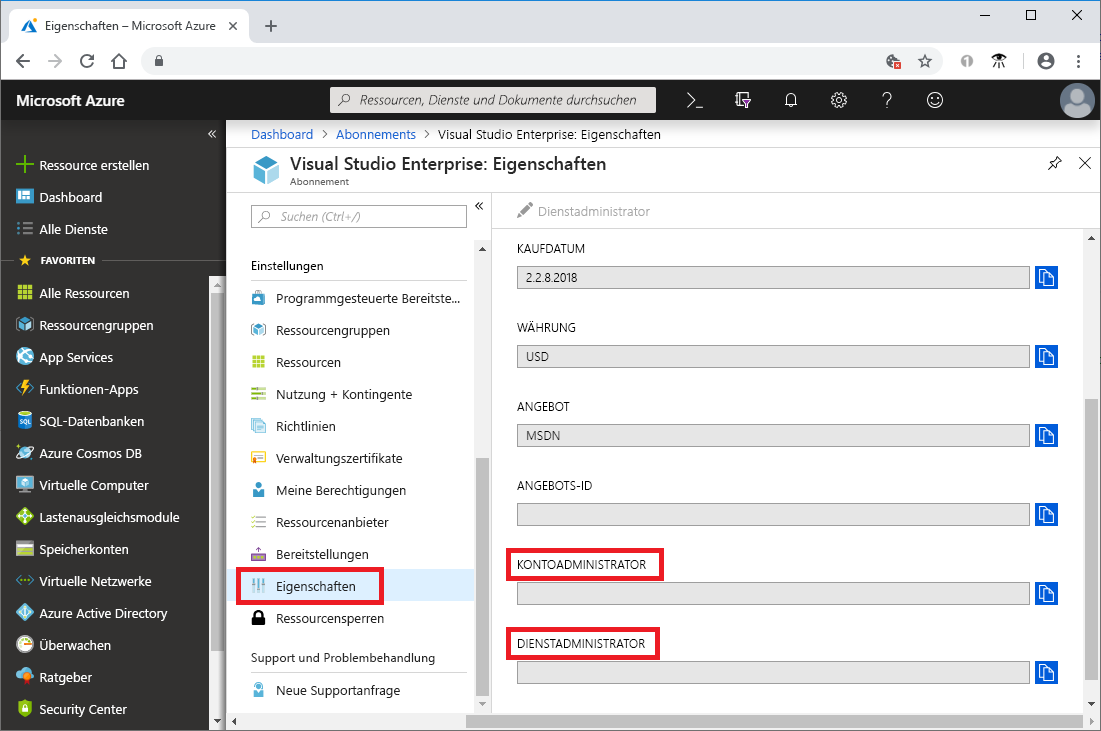 Eigenschaften – Microsoft Azure
Microsoft Azure
Ressourcen, Dienste und Dokumente durchsuchen
Dashboard > Abonnements > Visual Studio Enterprise: Eigenschaften
Visual Studio Enterprise: Eigenschaften
Abonnement
Ressource erstellen
Dashboard
Alle Dienste
FAVORITEN
Alle Ressourcen
Ressourcengruppen
App Services
Funktionen-Apps
SQL-Datenbanken
Azure Cosmos DB
Virtuelle Computer
Lastenausgleichsmodule
Speicherkonten
Virtuelle Netzwerke
Azure Active Directory
Überwachen
Ratgeber
Security Center
Suchen (Ctrl+/)
Einstellungen
Programmgesteuerte Bereitste...
Ressourcengruppen
Ressourcen
Nutzung + Kontingente
Richtlinien
Verwaltungszertifikate
Meine Berechtigungen
Ressourcenanbieter
Bereitstellungen
Eigenschaften
Ressourcensperren
Support und Problembehandlung
Neue Supportanfrage
Dienstadministrator
KAUFDATUM
2.2.8.2018
WÄHRUNG
USD
ANGEBOT
MSDN
ANGEBOTS-ID
KONTOADMINISTRATOR
DIENSTADMINISTRATOR